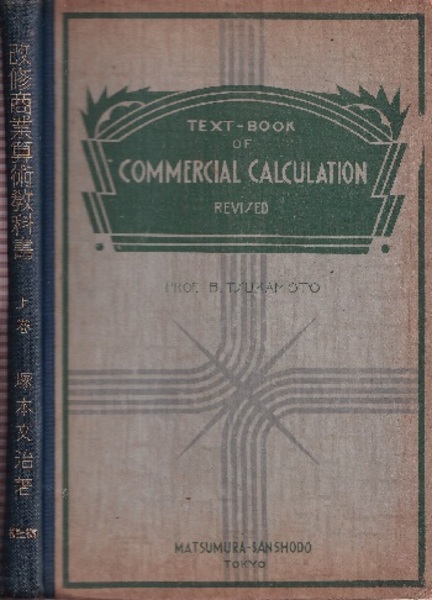 改修商業算術教科書
上巻
塚本文治著
TEXT-BOOK
OF
COMMERCIAL CALCULATION
REVISED
PROF. B. TSUKAMOTO
MATSUMURA-SANSHODO
TOKYO